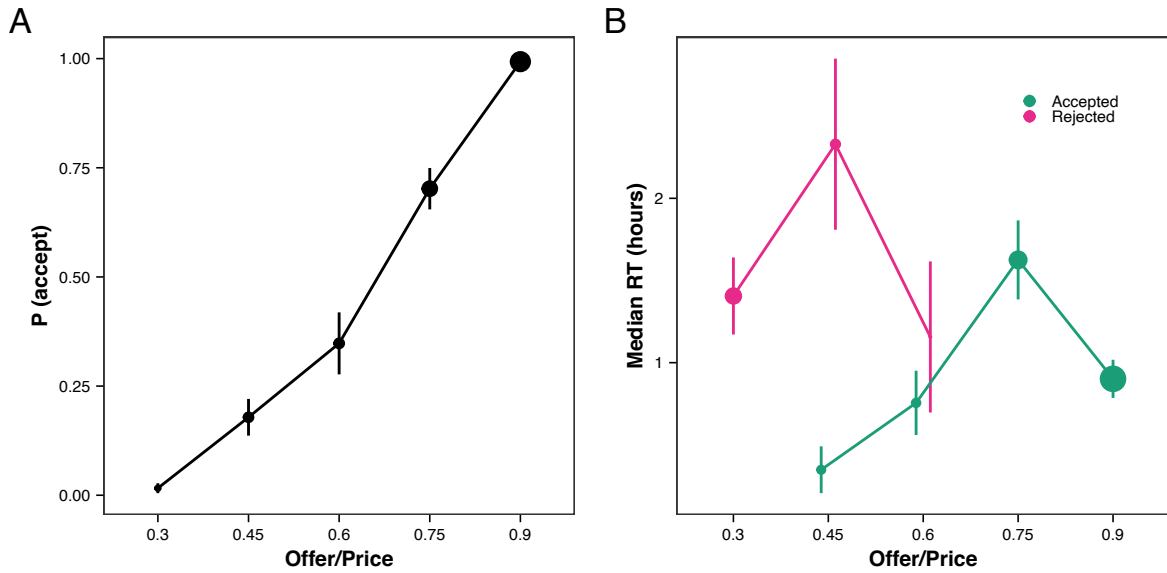 A
1.00
0.75
0.50
0.25
0.00
P (accept)
0.3 0.45 0.6 0.75 0.9
Offer/Price
B
Accepted
Rejected
2
1
Median RT (hours)
0.3 0.45 0.6 0.75 0.9
Offer/Price